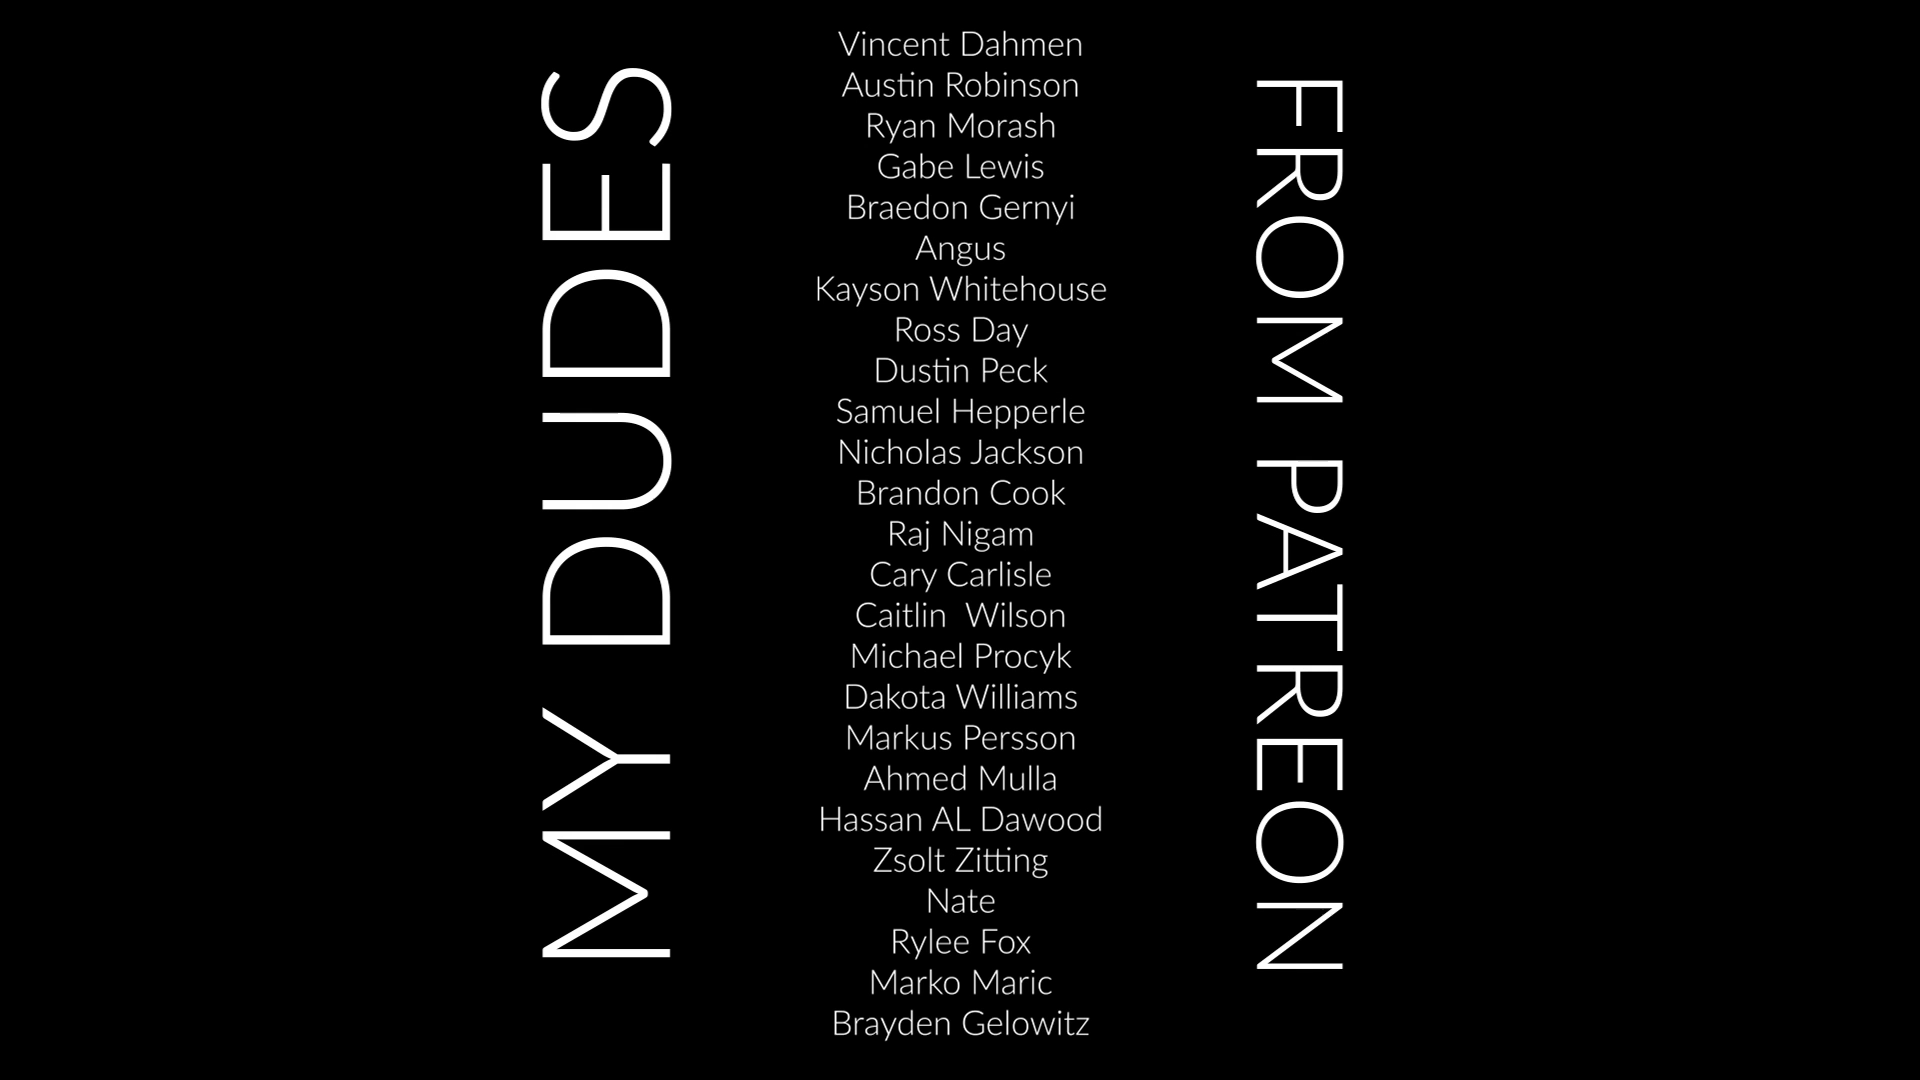 MY DUDES
Vincent Dahmen
Austin Robinson
Ryan Morash
Gabe Lewis
Braedon Gernyi
Angus
Kayson Whitehouse
Ross Day
Dustin Peck
Samuel Hepperle
Nicholas Jackson
Brandon Cook
Raj Nigam
Cary Carlisle
Caitlin  Wilson
Michael Procyk
Dakota Williams
Markus Persson
Ahmed Mulla
Hassan AL Dawood
Zsolt Zitting
Nate
Rylee Fox
Marko Maric
Brayden Gelowitz
FROM PATREON